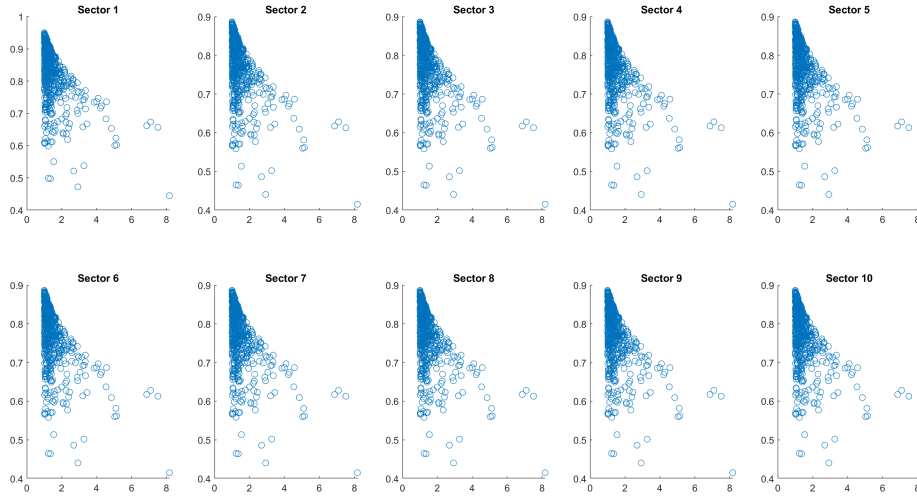 Sector 1 Sector 2 Sector 3 Sector 4 Sector 5
1 0.9 0.9 0.9 0.9
0.9
0.8 0.8 0.8 0.8
0.8
0.7 0.7 0.7 0.7 0.7
0.6 0.6 0.6 0.6 0.6
0.5 0.5 0.5 0.5 0.5
0.4 0.4 0.4 0.4 0.4
0 2 4 6 8 0 2 4 6 8 0 2 4 6 8 0 2 4 6 8 0 2 4 6 8
Sector 6 Sector 7 Sector 8 Sector 9 Sector 10
0.9 0.9 0.9 0.9 0.9
0.8 0.8 0.8 0.8 0.8
0.7 0.7 0.7 0.7 0.7
0.6 0.6 0.6 0.6 0.6
0.5 0.5 0.5 0.5 0.5
0.4 0.4 0.4 0.4 0.4
0 2 4 6 8 0 2 4 6 8 0 2 4 6 8 0 2 4 6 8 0 2 4 6 8